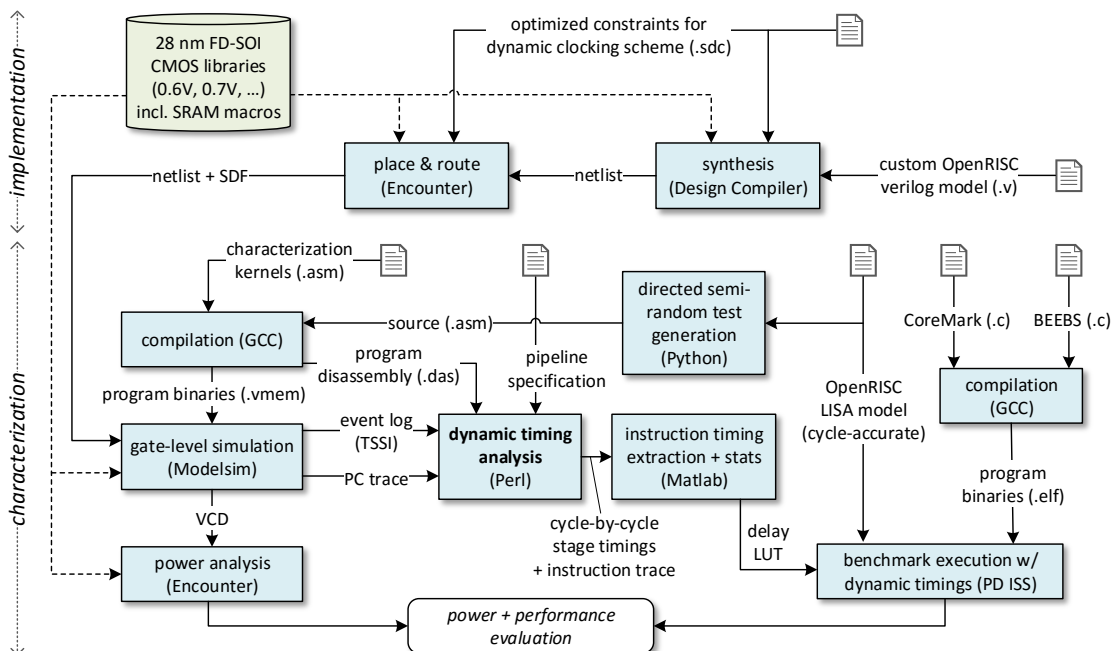 implementation
28 nm FD-SOI
CMOS libraries
(0.6V, 0.7V, ...)
incl. SRAM macros
optimized constraints for
dynamic clocking scheme (.sdc)
place & route
(Encounter)
synthesis
(Design Compiler)
custom OpenRISC
verilog model (.v)
netlist + SDF
netlist
characterization
characterization
kernels (.asm)
compilation (GCC)
source (.asm)
directed semi-
random test
generation
(Python)
CoreMark (.c)
BEEBS (.c)
program
disassembly (.das)
pipeline
specification
OpenRISC
LISA model
(cycle-accurate)
compilation
(GCC)
program binaries (.vmem)
gate-level simulation
(Modelsim)
event log
(TSSI)
PC trace
dynamic timing
analysis
(Perl)
instruction timing
extraction + stats
(Matlab)
program
binaries (.elf)
VCD
cycle-by-cycle
stage timings
+ instruction trace
delay
LUT
power analysis
(Encounter)
benchmark execution w/
dynamic timings (PD ISS)
power + performance
evaluation